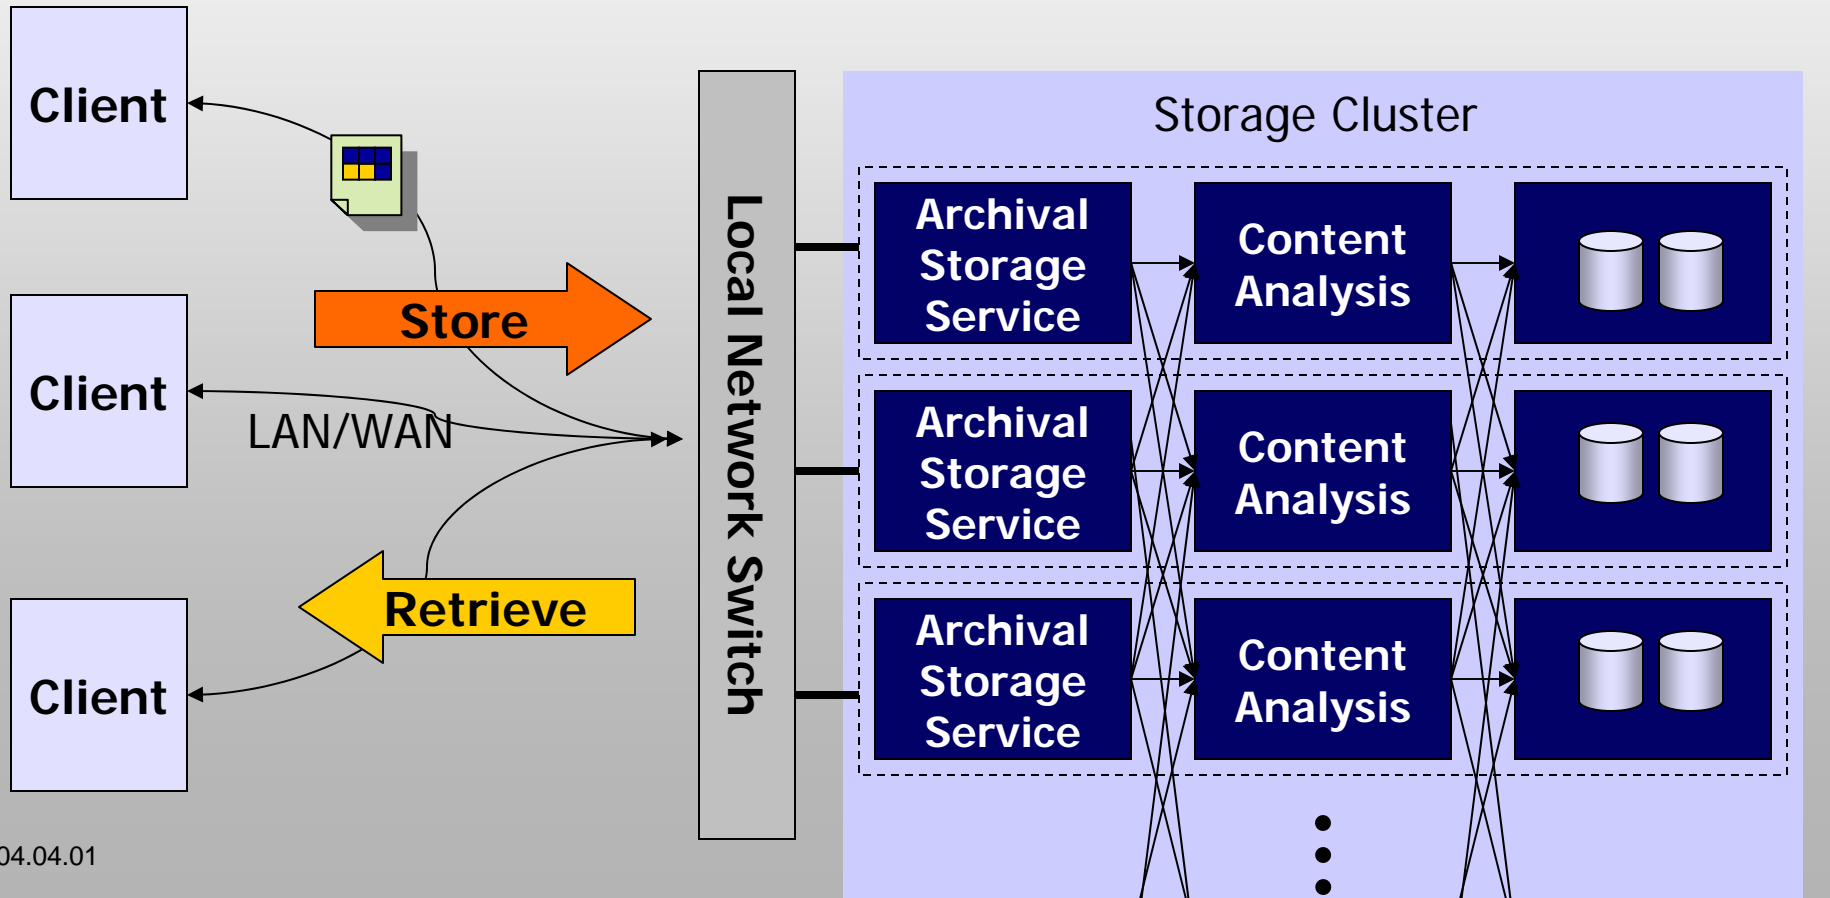 Client
Storage Cluster
Archival
Storage
Service
Content
Analysis
Store
Local Network Switch
Client
LAN/WAN
Archival
Storage
Service
Content
Analysis
Retrieve
Client
Archival
Storage
Service
Content
Analysis
04.04.01